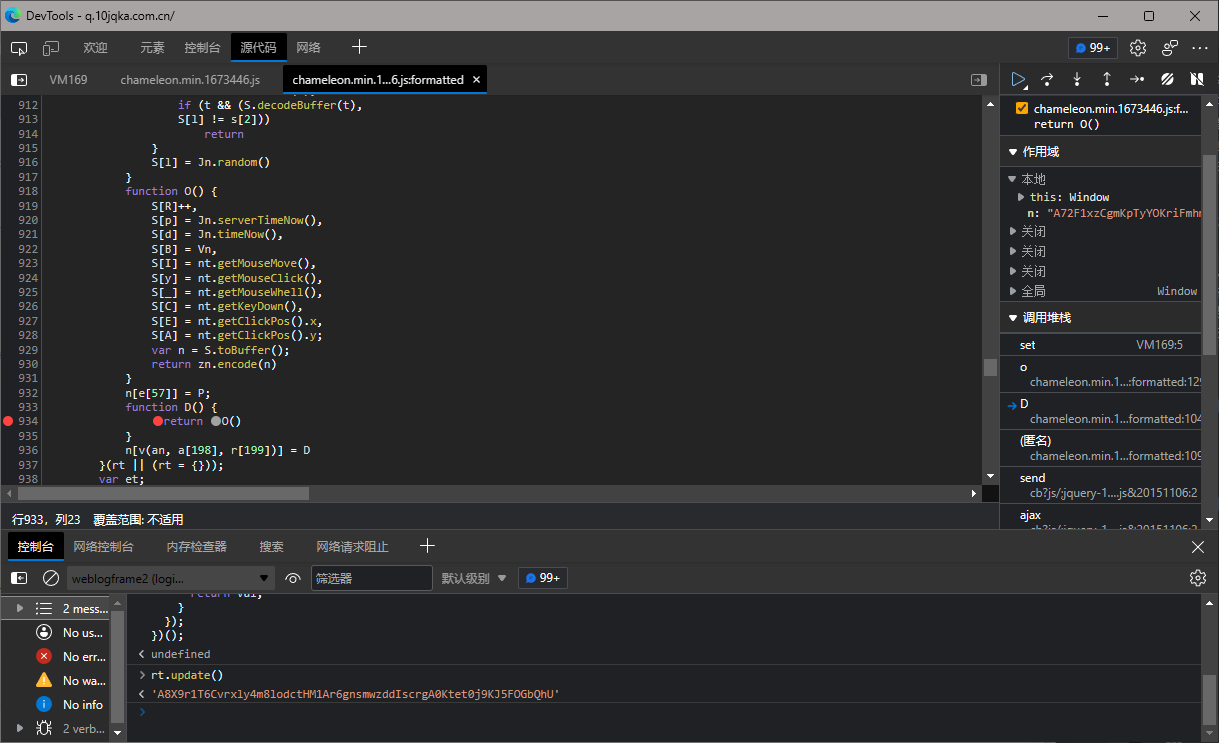 DevTools - q.10jqka.com.cn/
欢迎 元素 控制台 源代码 网络 99+
VM169 chameleon.min.1673446.js chameleon.min.1...6.js:formatted
912 if (t && (S.decodeBuffer(t),
913 S[l] != s[2]))
914 return
915 }
916 S[l] = Jn.random()
917 }
918 function O() {
919 S[R]++,
920 S[p] = Jn.serverTimeNow(),
921 S[d] = Jn.timeNow(),
922 S[B] = Vn,
923 S[I] = nt.getMouseMove(),
924 S[y] = nt.getMouseClick(),
925 S[_] = nt.getMouseWhell(),
926 S[C] = nt.getKeyDown(),
927 S[E] = nt.getClickPos().x,
928 S[A] = nt.getClickPos().y;
929 var n = S.toBuffer();
930 return zn.encode(n)
931 }
932 n[e[57]] = P;
933 function D() {
934 return O()
935 }
936 n[v(an, a[198], r[199])] = D
937 }(rt || (rt = {}));
938 var et;
行933，列23 覆盖范围: 不适用
chameleon.min.1673446.js:f...
return O()
作用域
本地
this: Window
n: "A72F1xzCgmKpTyYOKriFmhm
关闭
关闭
关闭
全局 Window
调用堆栈
set VM169:5
o
chameleon.min.1...:formatted:129
D
chameleon.min.1...formatted:104
(匿名)
chameleon.min.1...formatted:109
send
cb?js/;jquery-1....js&20151106:2
ajax
cb?js/;jquery-1....js&20151106:2
控制台 网络控制台 内存检查器 搜索 网络请求阻止
weblogframe2 (logi... 筛选器 默认级别 99+
2 mess...
No us...
No err...
No wa...
No info
2 verb...
return val;
}
});
})();
undefined
rt.update()
'A8X9r1T6Cvrxly4m8lodctHM1Ar6gnsmwzddIscrgA0Ktet0j9KJ5FOGbQhU'